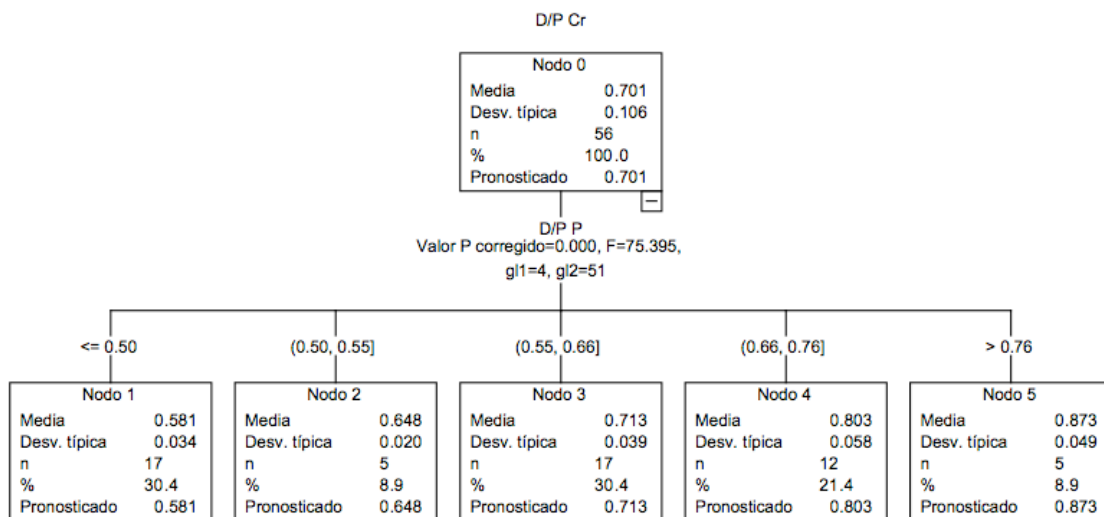 D/P Cr
Nodo 0
Media 0.701
Desv. típica 0.106
n 56
% 100.0
Pronosticado 0.701
D/P P
Valor P corregido=0.000, F=75.395,
gl1=4, gl2=51
<= 0.50 (0.50, 0.55] (0.55, 0.66] (0.66, 0.76] > 0.76
Nodo 1
Media 0.581
Desv. típica 0.034
n 17
% 30.4
Pronosticado 0.581
Nodo 2
Media 0.648
Desv. típica 0.020
n 5
% 8.9
Pronosticado 0.648
Nodo 3
Media 0.713
Desv. típica 0.039
n 17
% 30.4
Pronosticado 0.713
Nodo 4
Media 0.803
Desv. típica 0.058
n 12
% 21.4
Pronosticado 0.803
Nodo 5
Media 0.873
Desv. típica 0.049
n 5
% 8.9
Pronosticado 0.873